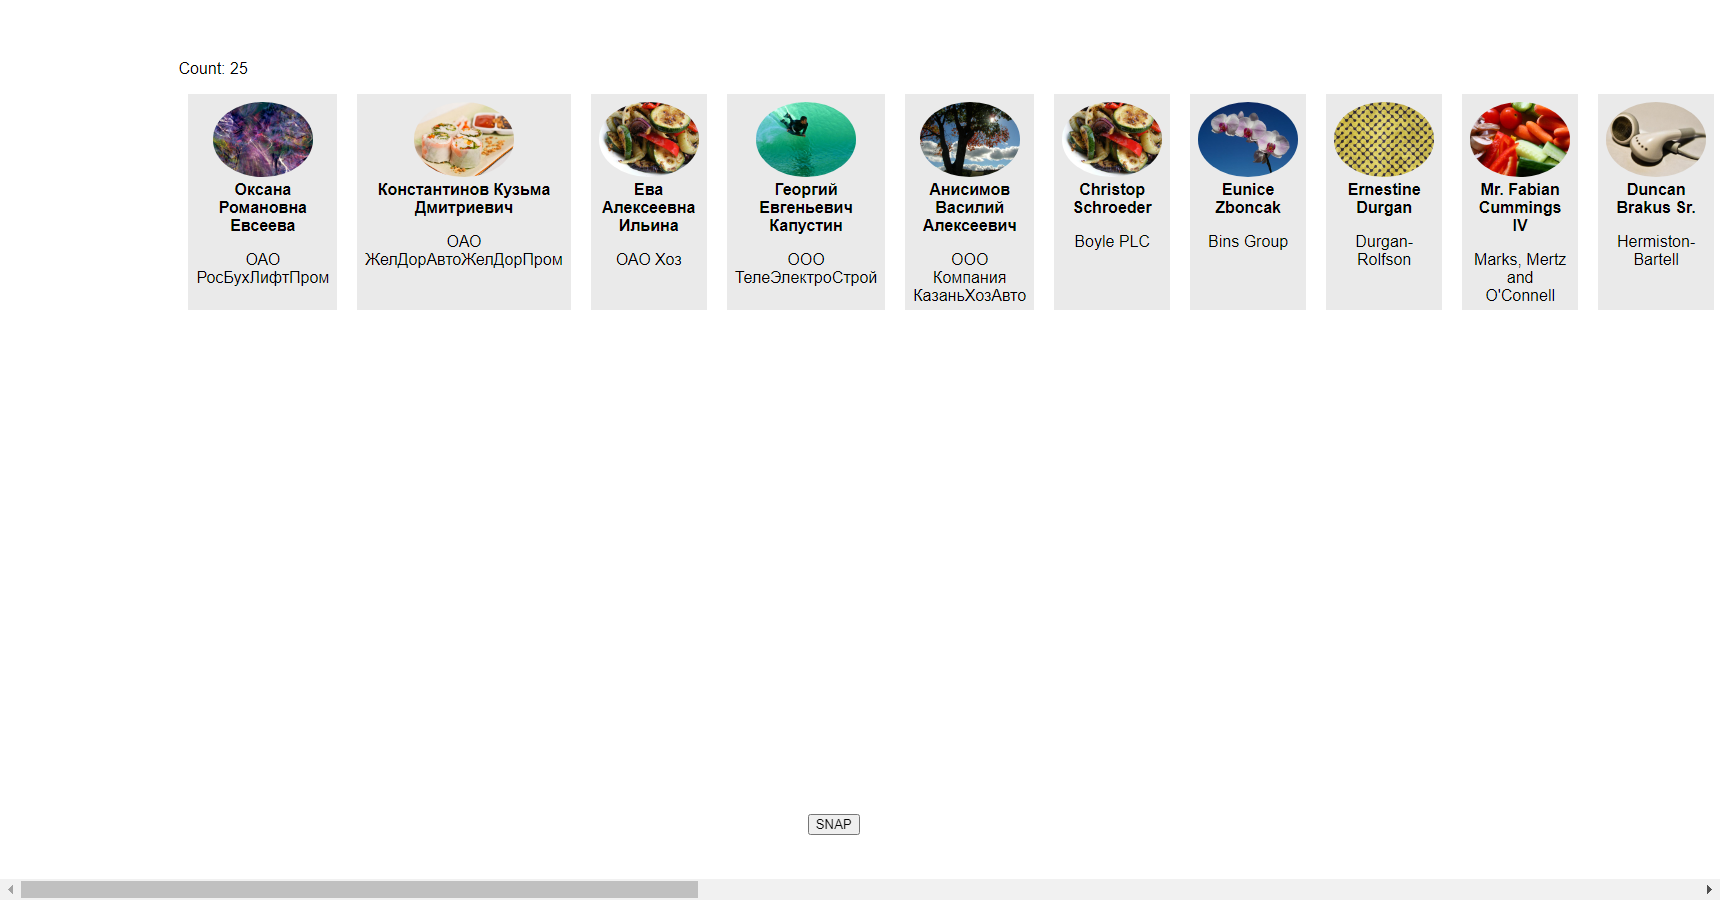 Count: 25
Оксана
Романовна
Евсеева
ОАО
РосБухЛифтПром
Константинов Кузьма
Дмитриевич
ОАО
ЖелДорАвтоЖелДорПром
Ева
Алексеевна
Ильина
ОАО Хоз
Георгий
Евгеньевич
Капустин
ООО
ТелеЭлектроСтрой
Анисимов
Василий
Алексеевич
ООО
Компания
КазаньХозАвто
Christop
Schroeder
Boyle PLC
Eunice
Zboncak
Bins Group
Ernestine
Durgan
Durgan-
Rolfson
Mr. Fabian
Cummings
IV
Marks, Mertz
and
O'Connell
Duncan
Brakus Sr.
Hermiston-
Bartell
SNAP